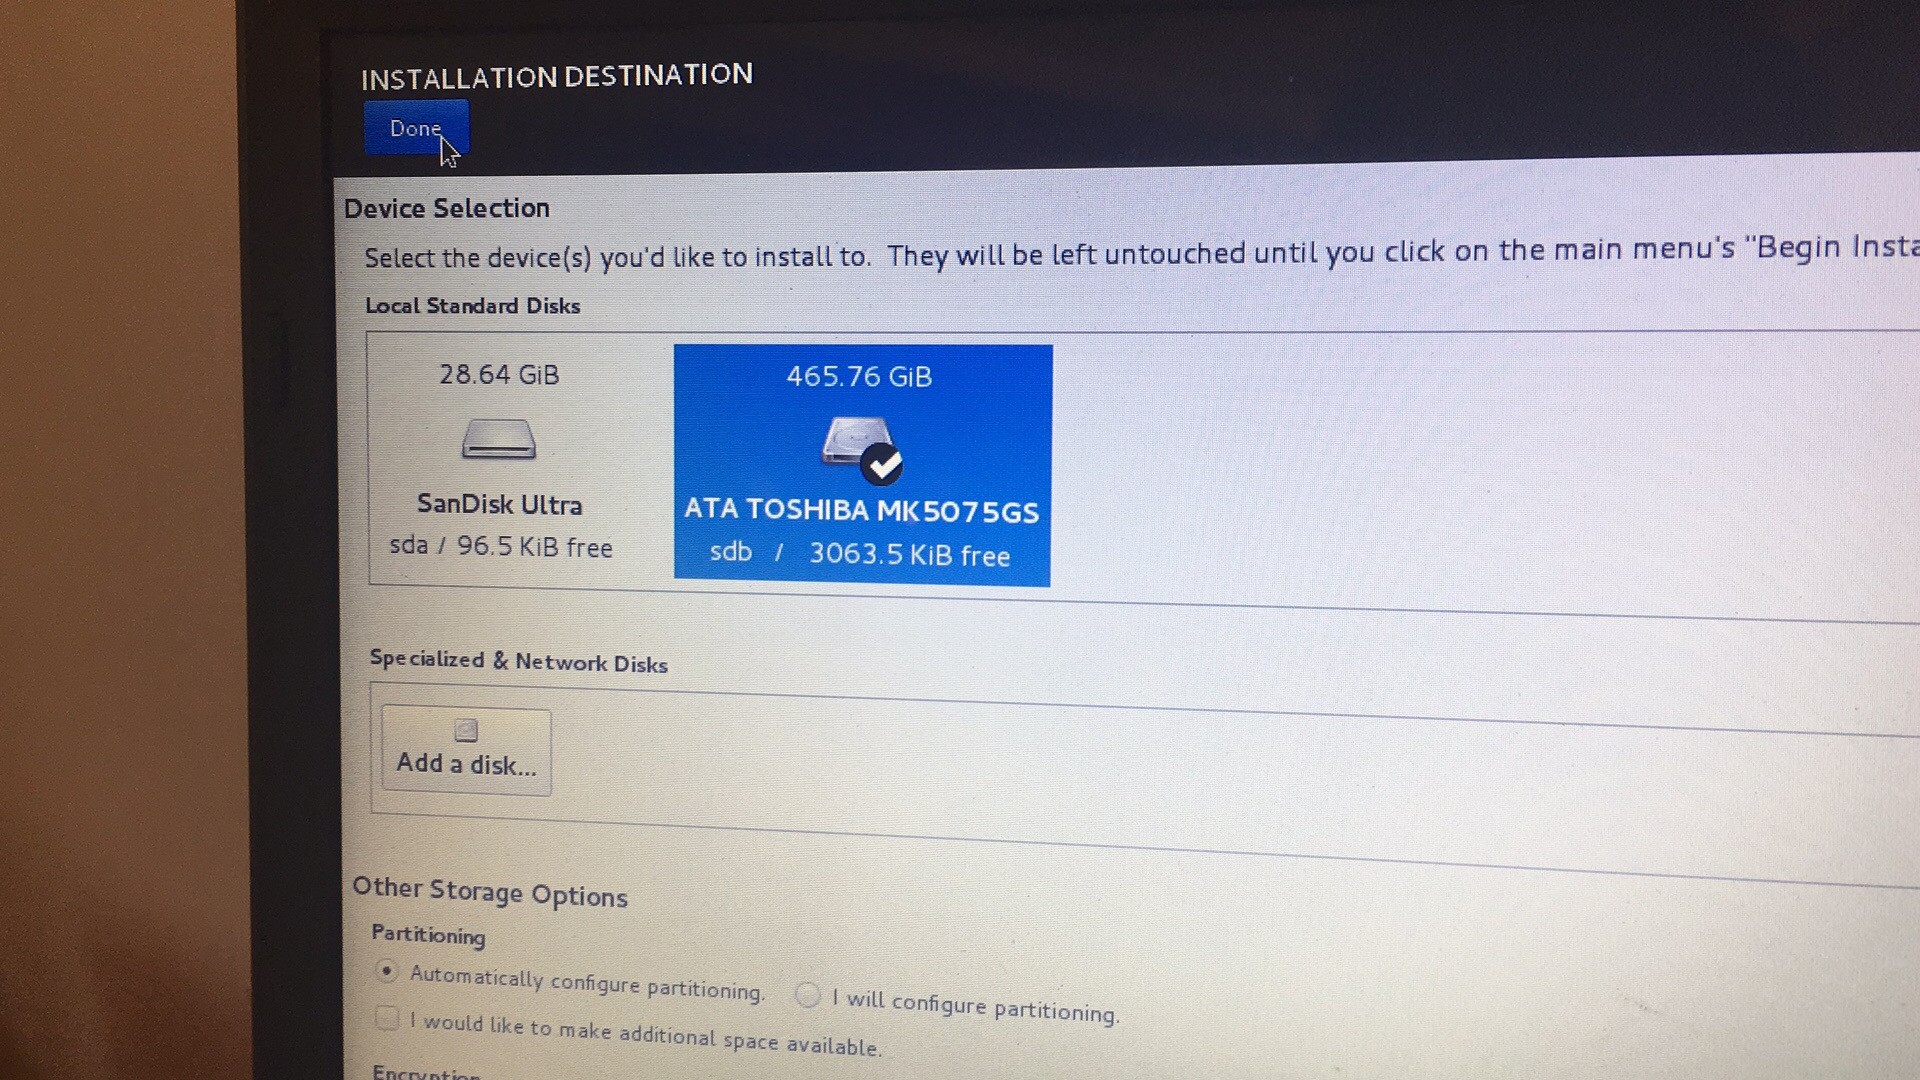 INSTALLATION DESTINATION
Done
Device Selection
Select the device(s) you'd like to install to. They will be left untouched until you click on the main menu's "Begin Insta
Local Standard Disks
28.64 GiB
SanDisk Ultra
sda / 96.5 KiB free
465.76 GiB
ATA TOSHIBA MK5075GS
sdb / 3063.5 KiB free
Specialized & Network Disks
Add a disk...
Other Storage Options
Partitioning
Automatically configure partitioning. I will configure partitioning.
I would like to make additional space available.
Encryption